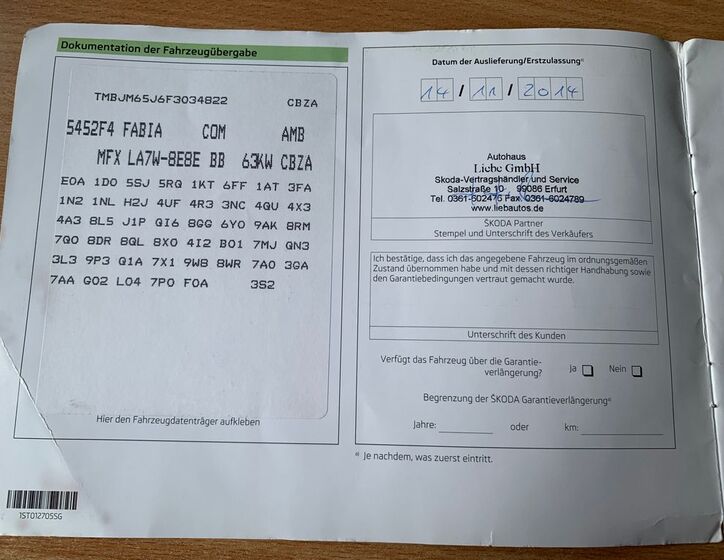 Dokumentation der Fahrzeugübergabe
TMBJM65J6F3034822 CBZA
5452F4 FABIA COM AMB
MFX LA7W-8E8E BB 63KW CBZA
E0A 1D0 5SJ 5RQ 1KT 6FF 1AT 3FA
1N2 1NL H2J 4UF 4R3 3NC 4QU 4X3
4A3 8L5 J1P QI6 8GG 6Y0 9AK 8RM
7Q0 8DR 8QL 8X0 4I2 B01 7MJ QN3
3L3 9P3 Q1A 7X1 9W8 8WR 7A0 3GA
7AA G02 L04 7P0 F0A 3S2
Hier den Fahrzeugdatenträger aufkleben
1ST012705SG
Datum der Auslieferung/Erstzulassung a)
14 / 11 / 2014
Autohaus
Liebe GmbH
Skoda-Vertragshändler und Service
Salzstraße 10 99086 Erfurt
Tel. 0361-602476 Fax. 0361-6024789
www.liebautos.de
ŠKODA Partner
Stempel und Unterschrift des Verkäufers
Ich bestätige, dass ich das angegebene Fahrzeug im ordnungsgemäßen
Zustand übernommen habe und mit dessen richtiger Handhabung sowie
den Garantiebedingungen vertraut gemacht wurde.
Unterschrift des Kunden
Verfügt das Fahrzeug über die Garantie-
verlängerung? Ja Nein
Begrenzung der ŠKODA Garantieverlängerung a)
Jahre: oder km:
a) Je nachdem, was zuerst eintritt.